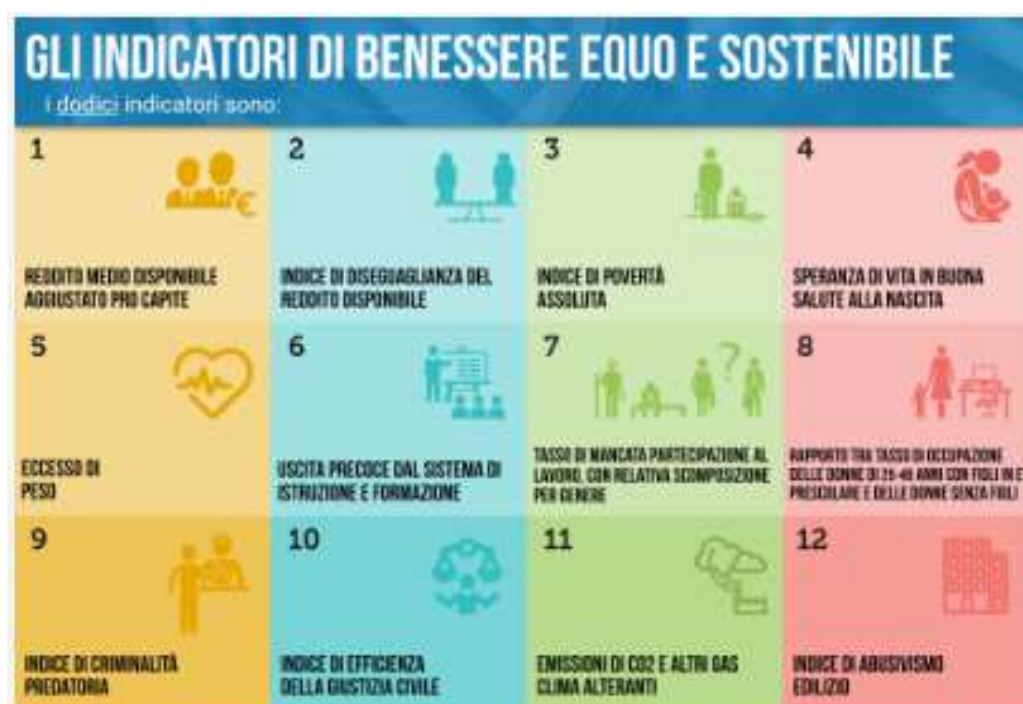 GLI INDICATORI DI BENESSERE EQUO E SOSTENIBILE
i dodici indicatori sono:
1
REDDITO MEDIO DISPONIBILE
AGGIUSTATO PRO CAPITE
2
INDICE DI DISEGUAGLIANZA DEL
REDDITO DISPONIBILE
3
INDICE DI POVERTÀ
ASSOLUTA
4
SPERANZA DI VITA IN BUONA
SALUTE ALLA NASCITA
5
ECCESSO DI
PESO
6
USCITA PRECOCE DAL SISTEMA DI
ISTRUZIONE E FORMAZIONE
7
TASSO DI MANCATA PARTECIPAZIONE AL
LAVORO, CON RELATIVA SCOMPOSIZIONE
PER GENERE
8
RAPPORTO TRA TASSO DI OCCUPAZIONE
DELLE DONNE DI 25-49 ANNI CON FIGLI IN E
PRESCOLARE E DELLE DONNE SENZA FIGLI
9
INDICE DI CRIMINALITÀ
PREDATORIA
10
INDICE DI EFFICIENZA
DELLA GIUSTIZIA CIVILE
11
EMISSIONI DI CO2 E ALTRI GAS
CLIMA ALTERANTI
12
INDICE DI ABUSIVISMO
EDILIZIO